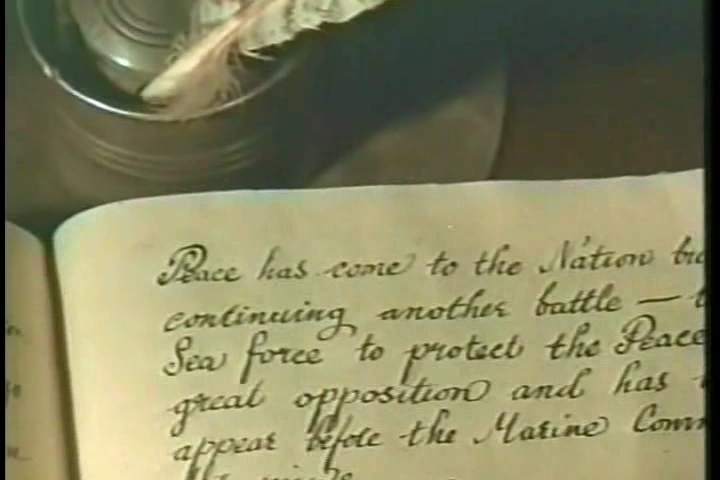 Peace has come to the Nation
continuing another battle —
Sea force to protect the Peace
great opposition and has
appear before the Marine